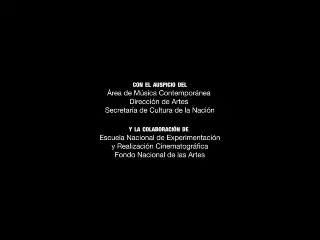 CON EL AUSPICIO DEL
Área de Música Contemporánea
Dirección de Artes
Secretaría de Cultura de la Nación
Y LA COLABORACIÓN DE
Escuela Nacional de Experimentación
y Realización Cinematográfica
Fondo Nacional de las Artes